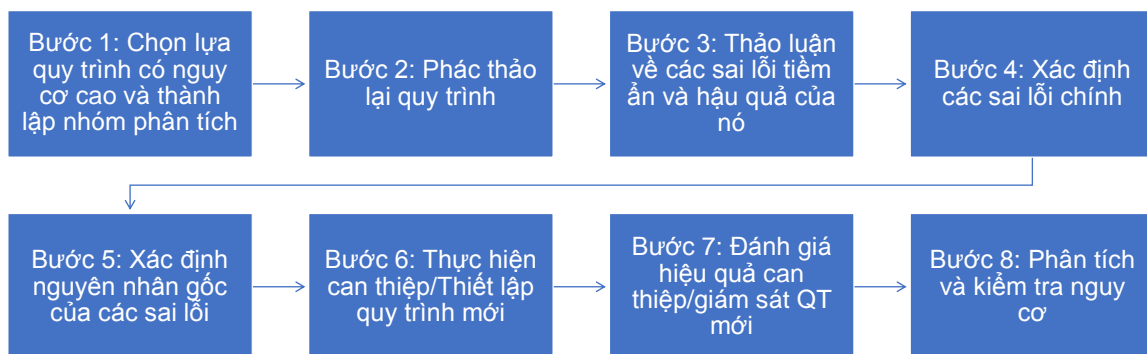 Bước 1: Chọn lựa
quy trình có nguy
cơ cao và thành
lập nhóm phân tích
Bước 2: Phác thảo
lại quy trình
Bước 3: Thảo luận
về các sai lỗi tiềm
ẩn và hậu quả của
nó
Bước 4: Xác định
các sai lỗi chính
Bước 5: Xác định
nguyên nhân gốc
của các sai lỗi
Bước 6: Thực hiện
can thiệp/Thiết lập
quy trình mới
Bước 7: Đánh giá
hiệu quả can
thiệp/giám sát QT
mới
Bước 8: Phân tích
và kiểm tra nguy
cơ